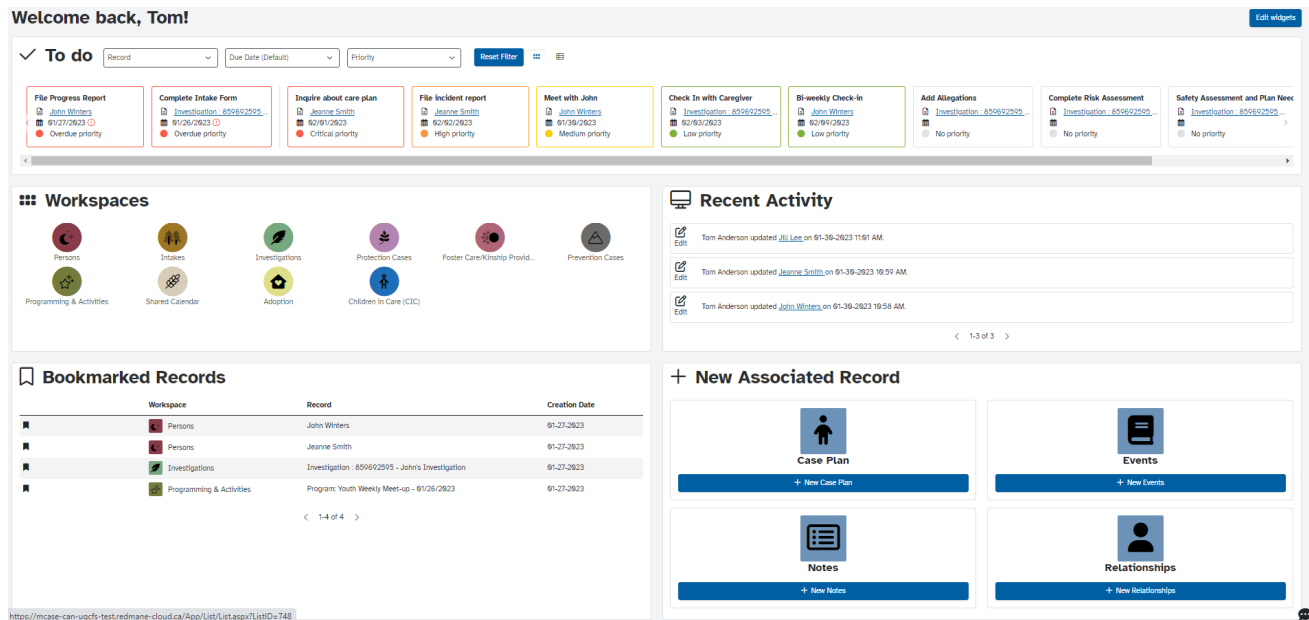 Welcome back, Tom!
Edit widgets
To do
Record
Due Date (Default)
Priority
Reset Filter
File Progress Report
John Winters
01/27/2023
Overdue priority
Complete Intake Form
Investigation : 859692595 ...
01/26/2023
Overdue priority
Inquire about care plan
Jeanne Smith
02/01/2023
Critical priority
File incident report
Jeanne Smith
02/02/2023
High priority
Meet with John
John Winters
01/30/2023
Medium priority
Check In with Caregiver
Investigation : 859692595 ...
02/03/2023
Low priority
Bi-weekly Check-in
John Winters
02/09/2023
Low priority
Add Allegations
Investigation : 859692595 ...
No priority
Complete Risk Assessment
Investigation : 859692595 ...
No priority
Safety Assessment and Plan Need
Investigation : 859692595 ...
No priority
Workspaces
Persons
Intakes
Investigations
Protection Cases
Foster Care/Kinship Provid...
Prevention Cases
Programming & Activities
Shared Calendar
Adoption
Children In Care (CIC)
Recent Activity
Edit
Tom Anderson updated Jill Lee on 01-30-2023 11:01 AM.
Edit
Tom Anderson updated Jeanne Smith on 01-30-2023 10:59 AM.
Edit
Tom Anderson updated John Winters on 01-30-2023 10:58 AM.
1-3 of 3
Bookmarked Records
Workspace Record Creation Date
Persons John Winters 01-27-2023
Persons Jeanne Smith 01-27-2023
Investigations Investigation : 859692595 - John's Investigation 01-27-2023
Programming & Activities Program: Youth Weekly Meet-up - 01/26/2023 01-27-2023
1-4 of 4
New Associated Record
Case Plan
+ New Case Plan
Events
+ New Events
Notes
+ New Notes
Relationships
+ New Relationships
https://mcase-can-ugcfs-test.redmane-cloud.ca/App/List/List.aspx?ListID=748